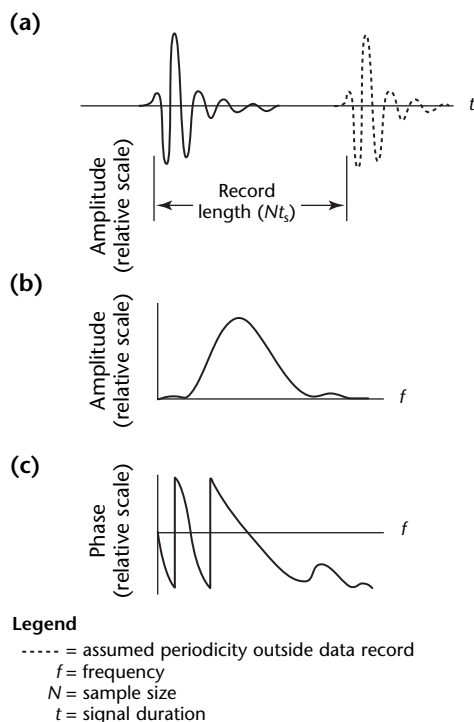 (a)
t
Amplitude
(relative scale)
Record
length (Nts)
(b)
Amplitude
(relative scale)
f
(c)
Phase
(relative scale)
f
Legend
= assumed periodicity outside data record
f = frequency
N = sample size
t = signal duration